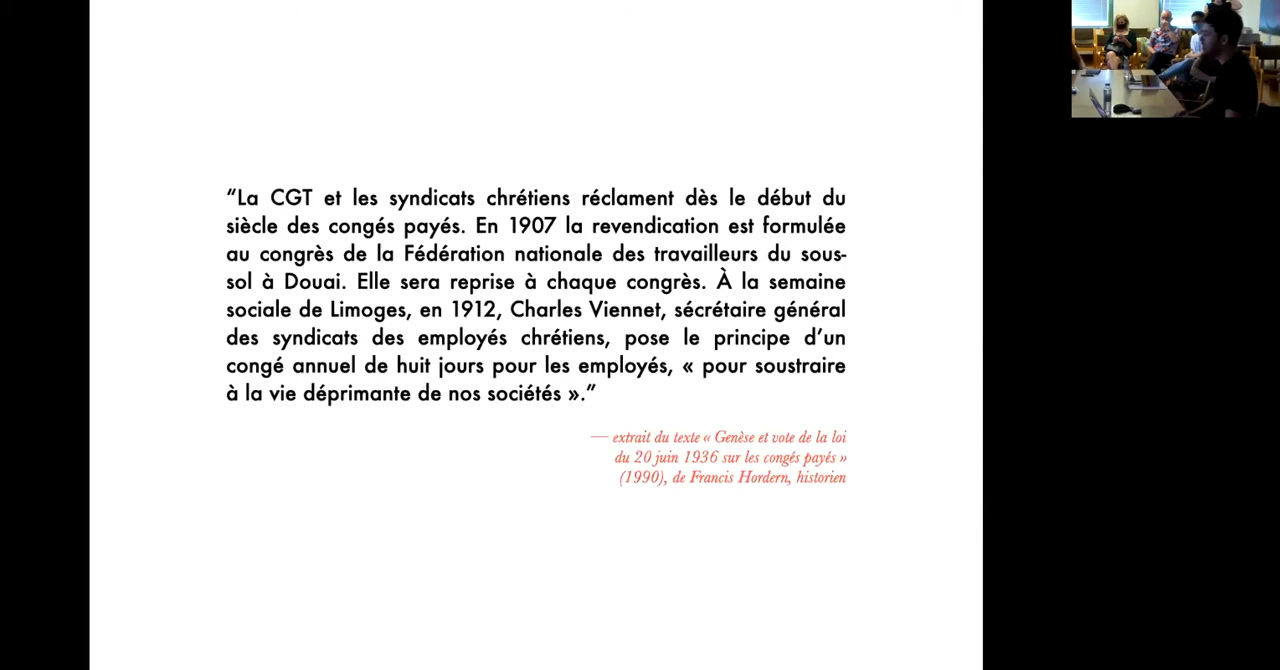 “La CGT et les syndicats chrétiens réclament dès le début du
siècle des congés payés. En 1907 la revendication est formulée
au congrès de la Fédération nationale des travailleurs du sous-
sol à Douai. Elle sera reprise à chaque congrès. À la semaine
sociale de Limoges, en 1912, Charles Viennet, sécrétaire général
des syndicats des employés chrétiens, pose le principe d’un
congé annuel de huit jours pour les employés, « pour soustraire
à la vie déprimante de nos sociétés ».”
— extrait du texte « Genèse et vote de la loi
du 20 juin 1936 sur les congés payés »
(1990), de Francis Hordern, historien